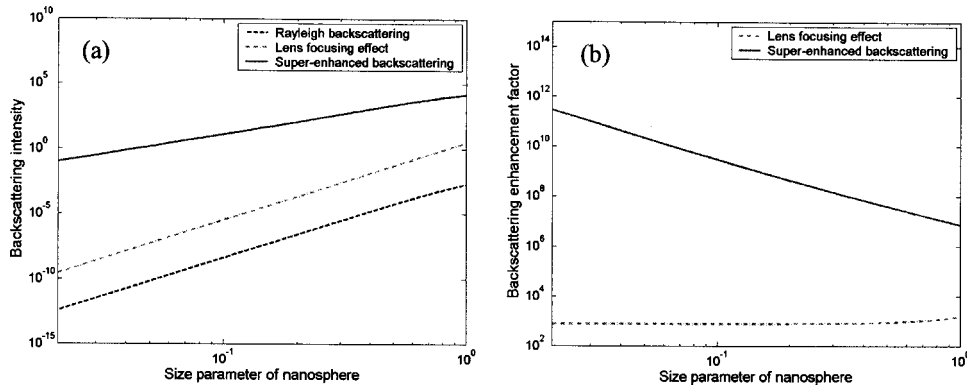 (a)
Rayleigh backscattering
Lens focusing effect
Super-enhanced backscattering
Backscattering intensity
10^10
10^5
10^0
10^-5
10^-10
10^-15
10^-1
10^0
Size parameter of nanosphere
(b)
Lens focusing effect
Super-enhanced backscattering
Backscattering enhancement factor
10^14
10^12
10^10
10^8
10^6
10^4
10^2
10^-1
10^0
Size parameter of nanosphere